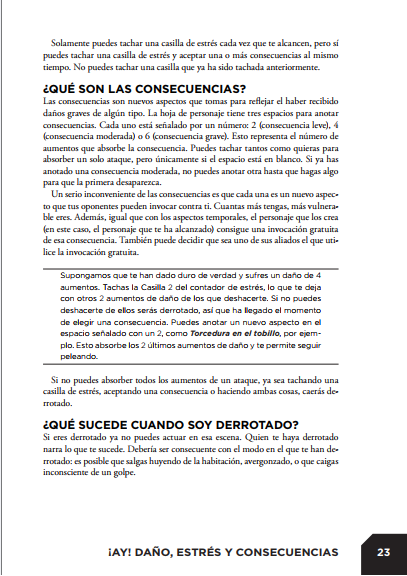 Solamente puedes tachar una casilla de estrés cada vez que te alcancen, pero sí
puedes tachar una casilla de estrés y aceptar una o más consecuencias al mismo
tiempo. No puedes tachar una casilla que ya ha sido tachada anteriormente.
¿QUÉ SON LAS CONSECUENCIAS?
Las consecuencias son nuevos aspectos que tomas para reflejar el haber recibido
daños graves de algún tipo. La hoja de personaje tiene tres espacios para anotar
consecuencias. Cada uno está señalado por un número: 2 (consecuencia leve), 4
(consecuencia moderada) o 6 (consecuencia grave). Esto representa el número de
aumentos que absorbe la consecuencia. Puedes tachar tantos como quieras para
absorber un solo ataque, pero únicamente si el espacio está en blanco. Si ya has
anotado una consecuencia moderada, no puedes anotar otra hasta que hagas algo
para que la primera desaparezca.
Un serio inconveniente de las consecuencias es que cada una es un nuevo aspec-
to que tus oponentes pueden invocar contra ti. Cuantas más tengas, más vulnera-
ble eres. Además, igual que con los aspectos temporales, el personaje que los crea
(en este caso, el personaje que te ha alcanzado) consigue una invocación gratuita
de esa consecuencia. También puede decidir que sea uno de sus aliados el que uti-
lice la invocación gratuita.
Supongamos que te han dado duro de verdad y sufres un daño de 4
aumentos. Tachas la Casilla 2 del contador de estrés, lo que te deja
con otros 2 aumentos de daño de los que deshacerte. Si no puedes
deshacerte de ellos serás derrotado, así que ha llegado el momento
de elegir una consecuencia. Puedes anotar un nuevo aspecto en el
espacio señalado con un 2, como Torcedura en el tobillo, por ejem-
plo. Esto absorbe los 2 últimos aumentos de daño y te permite seguir
peleando.
Si no puedes absorber todos los aumentos de un ataque, ya sea tachando una
casilla de estrés, aceptando una consecuencia o haciendo ambas cosas, caerás de-
rrotado.
¿QUÉ SUCEDE CUANDO SOY DERROTADO?
Si eres derrotado ya no puedes actuar en esa escena. Quien te haya derrotado
narra lo que te sucede. Debería ser consecuente con el modo en el que te han de-
rrotado: es posible que salgas huyendo de la habitación, avergonzado, o que caigas
inconsciente de un golpe.
¡AY! DAÑO, ESTRÉS Y CONSECUENCIAS 23